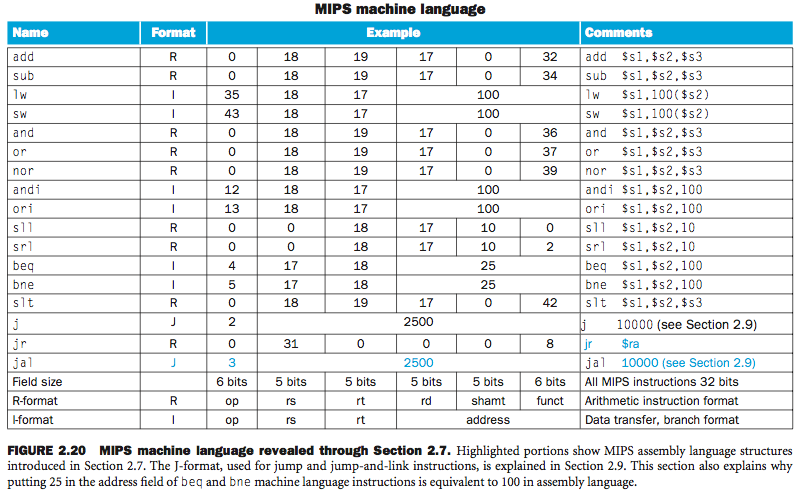 MIPS machine language
Name Format Example Comments
add R 0 18 19 17 0 32 add $s1,$s2,$s3
sub R 0 18 19 17 0 34 sub $s1,$s2,$s3
lw I 35 18 17 100 lw $s1,100($s2)
sw I 43 18 17 100 sw $s1,100($s2)
and R 0 18 19 17 0 36 and $s1,$s2,$s3
or R 0 18 19 17 0 37 or $s1,$s2,$s3
nor R 0 18 19 17 0 39 nor $s1,$s2,$s3
andi I 12 18 17 100 andi $s1,$s2,100
ori I 13 18 17 100 ori $s1,$s2,100
sll R 0 0 18 17 10 0 sll $s1,$s2,10
srl R 0 0 18 17 10 2 srl $s1,$s2,10
beq I 4 17 18 25 beq $s1,$s2,100
bne I 5 17 18 25 bne $s1,$s2,100
slt R 0 18 19 17 0 42 slt $s1,$s2,$s3
j J 2 2500 j 10000 (see Section 2.9)
jr R 0 31 0 0 0 8 jr $ra
jal J 3 2500 jal 10000 (see Section 2.9)
Field size 6 bits 5 bits 5 bits 5 bits 5 bits 6 bits All MIPS instructions 32 bits
R-format R op rs rt rd shamt funct Arithmetic instruction format
I-format I op rs rt address Data transfer, branch format
FIGURE 2.20 MIPS machine language revealed through Section 2.7. Highlighted portions show MIPS assembly language structures
introduced in Section 2.7. The J-format, used for jump and jump-and-link instructions, is explained in Section 2.9. This section also explains why
putting 25 in the address field of beq and bne machine language instructions is equivalent to 100 in assembly language.